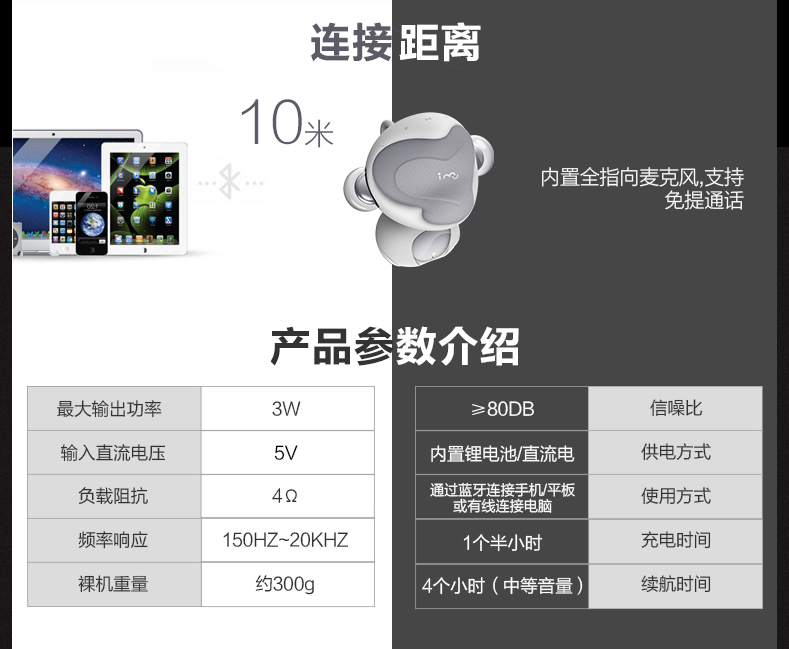 连接距离
10米
内置全指向麦克风,支持
免提通话
产品参数介绍
最大输出功率 3W
输入直流电压 5V
负载阻抗 4Ω
频率响应 150HZ~20KHZ
裸机重量 约300g
≥80DB 信噪比
内置锂电池/直流电 供电方式
通过蓝牙连接手机/平板
或有线连接电脑 使用方式
1个半小时 充电时间
4个小时（中等音量） 续航时间